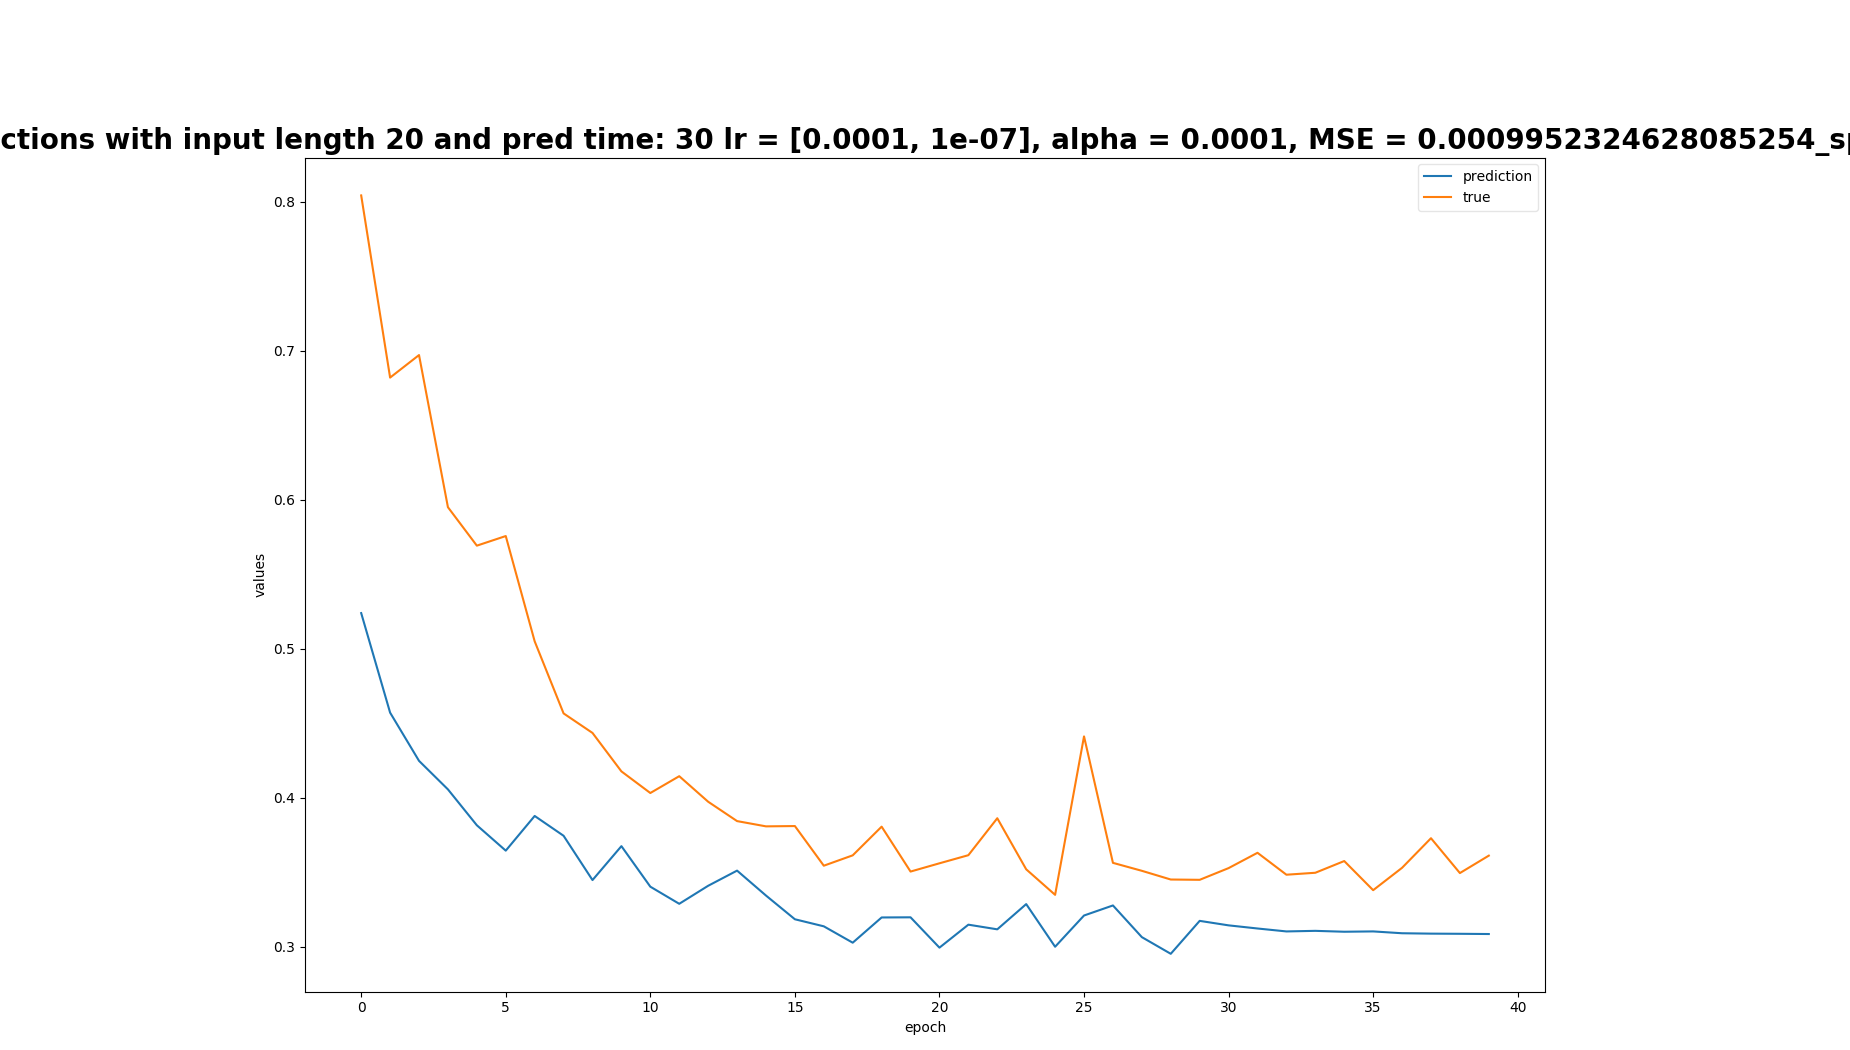 ctions with input length 20 and pred time: 30 lr = [0.0001, 1e-07], alpha = 0.0001, MSE = 0.0009952324628085254_sp
prediction
true
0.8
0.7
0.6
0.5
0.4
0.3
values
0 5 10 15 20 25 30 35 40
epoch